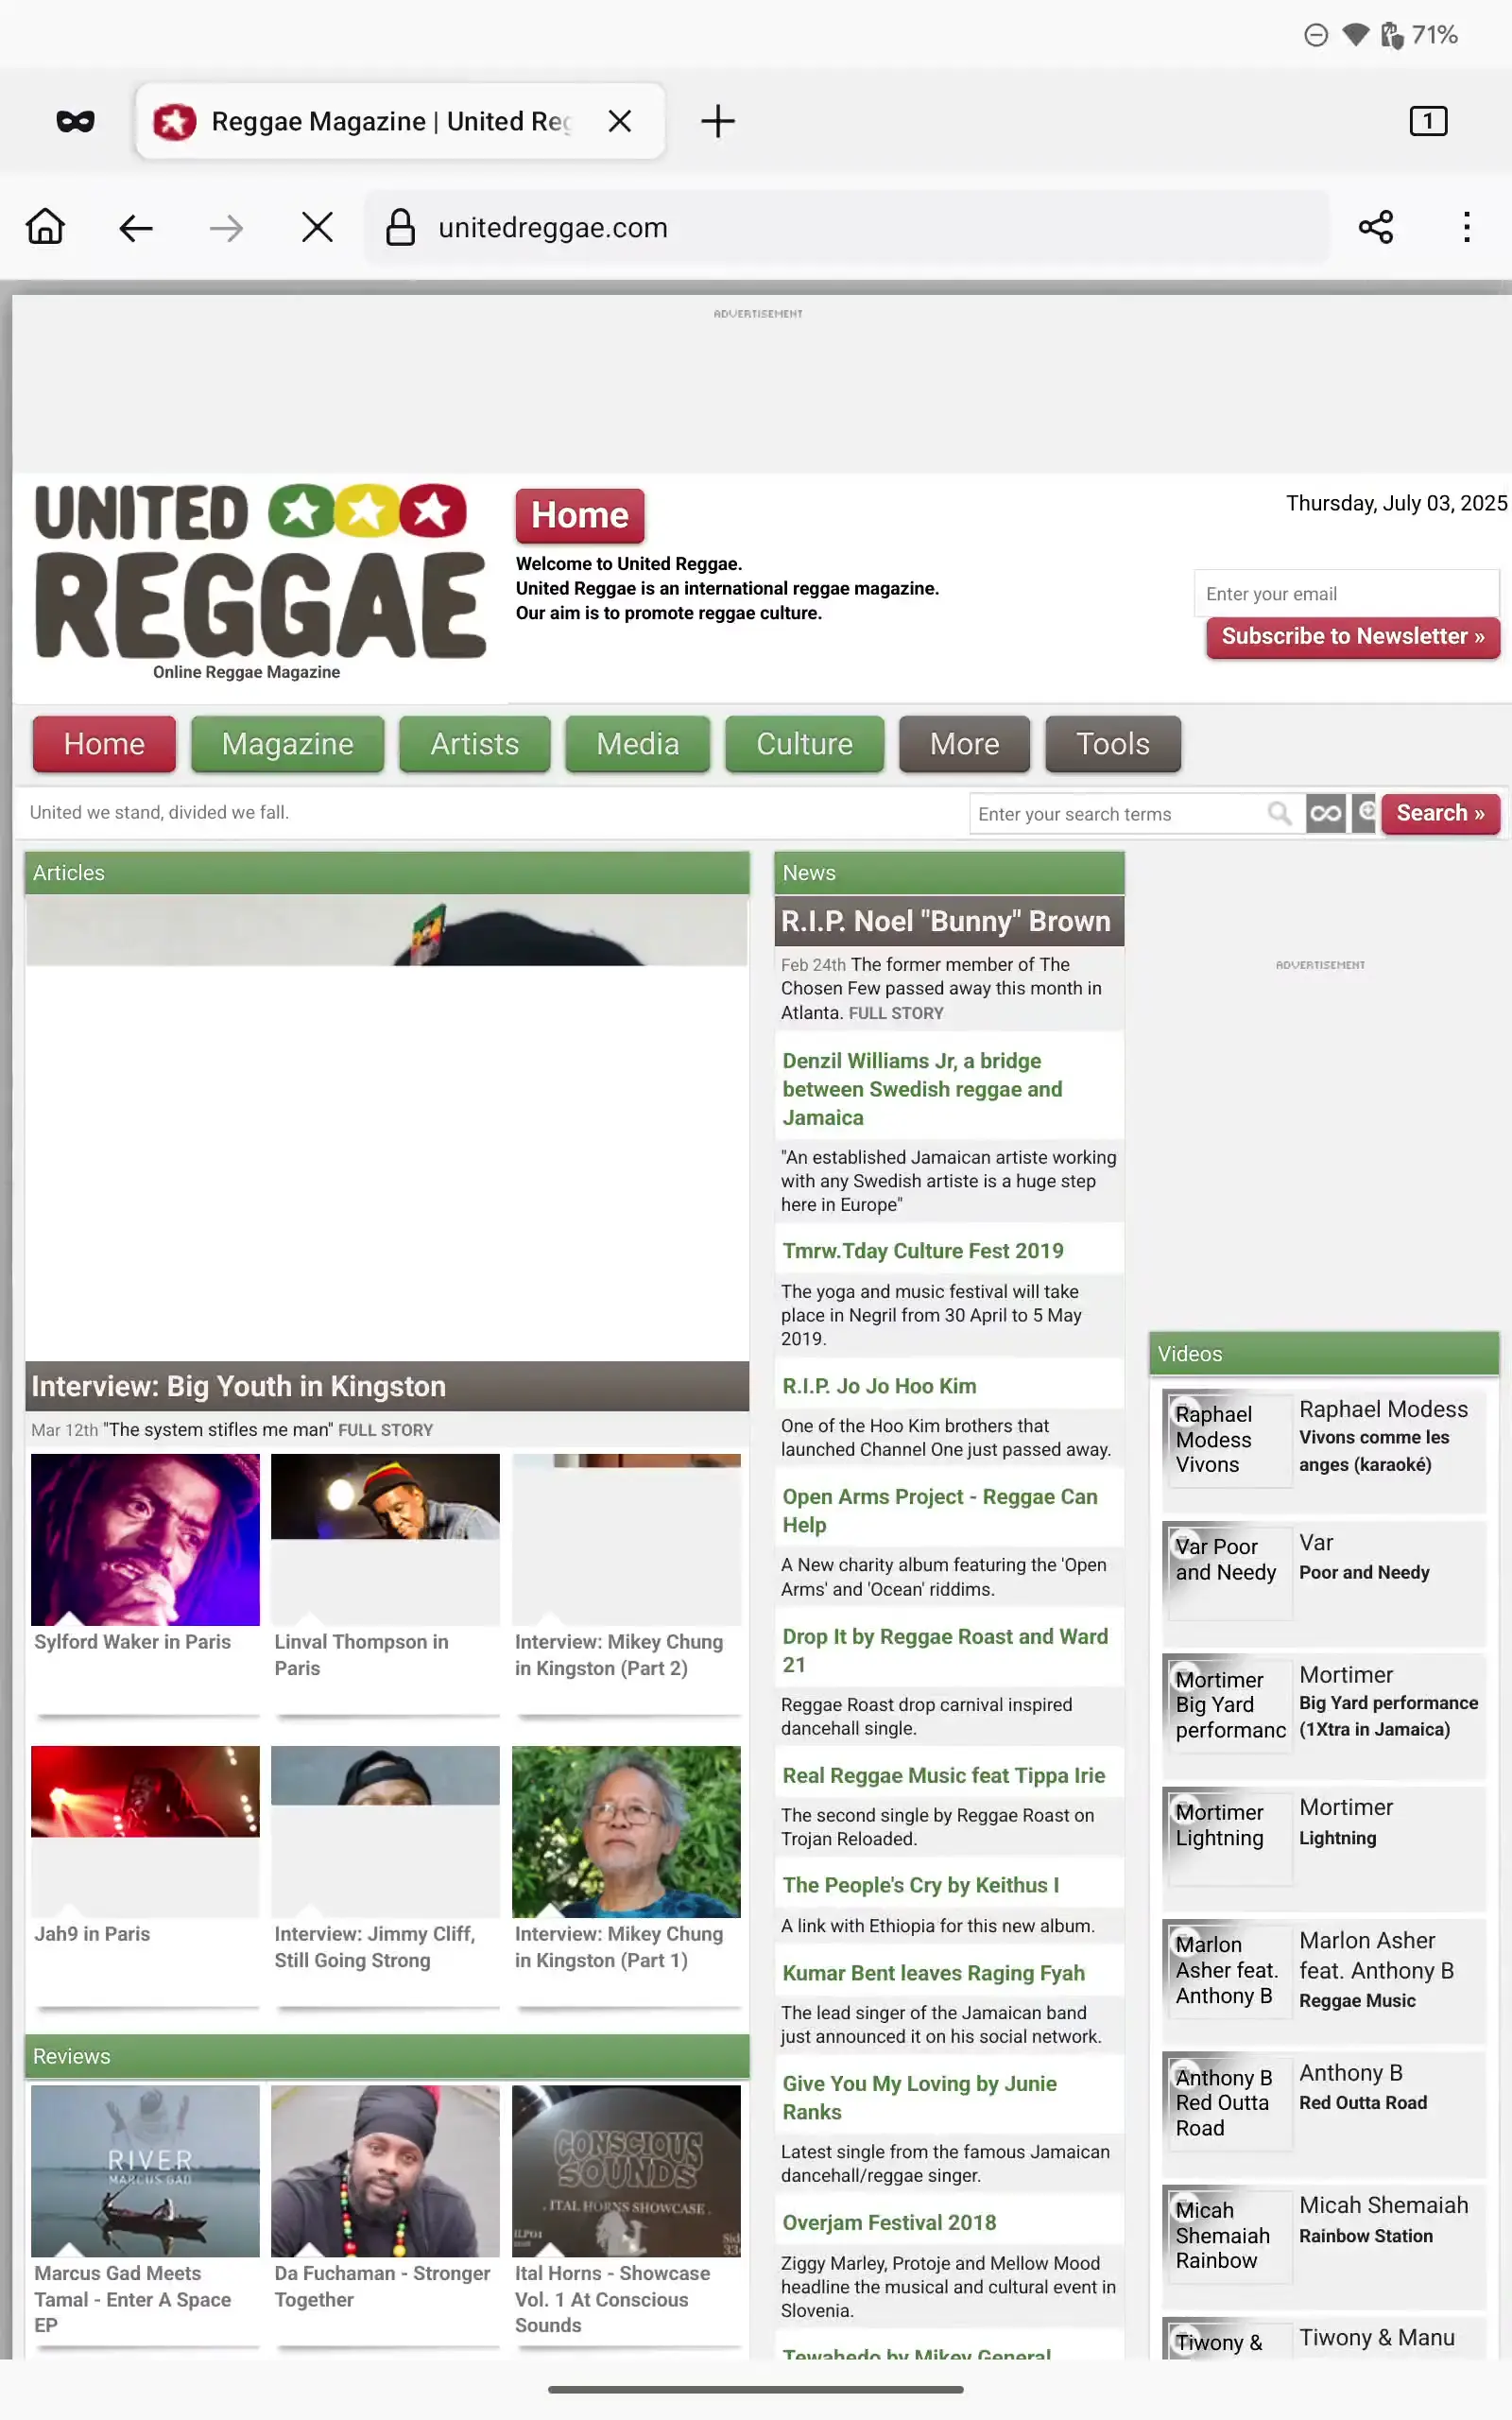 71%
Reggae Magazine | United Reg
1
unitedreggae.com
ADVERTISEMENT
UNITED
REGGAE
Online Reggae Magazine
Home
Welcome to United Reggae.
United Reggae is an international reggae magazine.
Our aim is to promote reggae culture.
Thursday, July 03, 2025
Enter your email
Subscribe to Newsletter »
Home
Magazine
Artists
Media
Culture
More
Tools
United we stand, divided we fall.
Enter your search terms
Search »
Articles
Interview: Big Youth in Kingston
Mar 12th "The system stifles me man" FULL STORY
Sylford Waker in Paris
Linval Thompson in
Paris
Interview: Mikey Chung
in Kingston (Part 2)
Jah9 in Paris
Interview: Jimmy Cliff,
Still Going Strong
Interview: Mikey Chung
in Kingston (Part 1)
Reviews
RIVER
MARCUS GAD
CONSCIOUS
SOUNDS
. ITAL HORNS SHOWCASE .
Marcus Gad Meets
Tamal - Enter A Space
EP
Da Fuchaman - Stronger
Together
Ital Horns - Showcase
Vol. 1 At Conscious
Sounds
News
R.I.P. Noel "Bunny" Brown
Feb 24th The former member of The
Chosen Few passed away this month in
Atlanta. FULL STORY
Denzil Williams Jr, a bridge
between Swedish reggae and
Jamaica
"An established Jamaican artiste working
with any Swedish artiste is a huge step
here in Europe"
Tmrw.Tday Culture Fest 2019
The yoga and music festival will take
place in Negril from 30 April to 5 May
2019.
R.I.P. Jo Jo Hoo Kim
One of the Hoo Kim brothers that
launched Channel One just passed away.
Open Arms Project - Reggae Can
Help
A New charity album featuring the 'Open
Arms' and 'Ocean' riddims.
Drop It by Reggae Roast and Ward
21
Reggae Roast drop carnival inspired
dancehall single.
Real Reggae Music feat Tippa Irie
The second single by Reggae Roast on
Trojan Reloaded.
The People's Cry by Keithus I
A link with Ethiopia for this new album.
Kumar Bent leaves Raging Fyah
The lead singer of the Jamaican band
just announced it on his social network.
Give You My Loving by Junie
Ranks
Latest single from the famous Jamaican
dancehall/reggae singer.
Overjam Festival 2018
Ziggy Marley, Protoje and Mellow Mood
headline the musical and cultural event in
Slovenia.
Tewahedo by Mikey General
ADVERTISEMENT
Videos
Raphael
Modess
Vivons
Raphael Modess
Vivons comme les
anges (karaoké)
Var Poor
and Needy
Var
Poor and Needy
Mortimer
Big Yard
performanc
Mortimer
Big Yard performance
(1Xtra in Jamaica)
Mortimer
Lightning
Mortimer
Lightning
Marlon
Asher feat.
Anthony B
Marlon Asher
feat. Anthony B
Reggae Music
Anthony B
Red Outta
Road
Anthony B
Red Outta Road
Micah
Shemaiah
Rainbow
Micah Shemaiah
Rainbow Station
Tiwony &
Tiwony & Manu